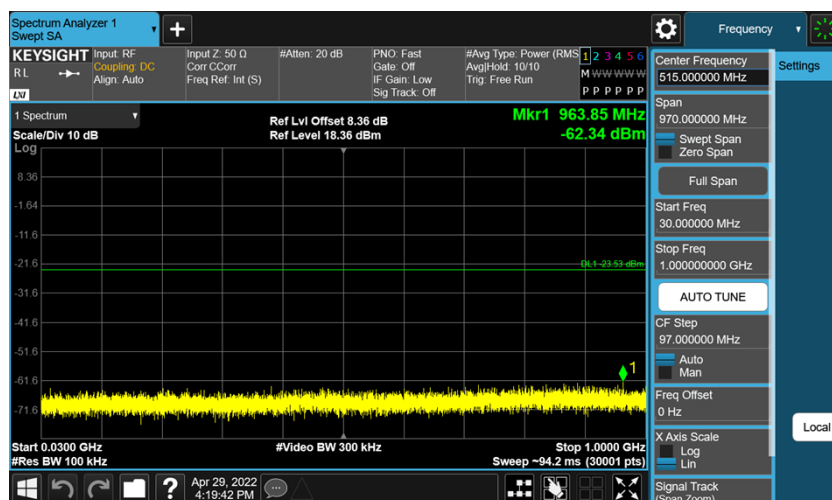 Spectrum Analyzer 1
Swept SA
Frequency
KEYSIGHT
RL
LXI
Input: RF
Coupling: DC
Align: Auto
Input Z: 50 Ω
Corr CCorr
Freq Ref: Int (S)
#Atten: 20 dB
PNO: Fast
Gate: Off
IF Gain: Low
Sig Track: Off
#Avg Type: Power (RMS
Avg|Hold: 10/10
Trig: Free Run
1 2 3 4 5 6
M W W W W W
P P P P P P
1 Spectrum
Scale/Div 10 dB
Ref Lvl Offset 8.36 dB
Ref Level 18.36 dBm
Mkr1 963.85 MHz
-62.34 dBm
Log
8.36
-1.64
-11.6
-21.6
DL1 -23.53 dBm
-31.6
-41.6
-51.6
-61.6
-71.6
1
Start 0.0300 GHz
#Res BW 100 kHz
#Video BW 300 kHz
Stop 1.0000 GHz
Sweep ~94.2 ms (30001 pts)
Apr 29, 2022
4:19:42 PM
Center Frequency
515.000000 MHz
Span
970.000000 MHz
Swept Span
Zero Span
Full Span
Start Freq
30.000000 MHz
Stop Freq
1.000000000 GHz
AUTO TUNE
CF Step
97.000000 MHz
Auto
Man
Freq Offset
0 Hz
X Axis Scale
Log
Lin
Signal Track
(Span Zoom)
Settings
Local